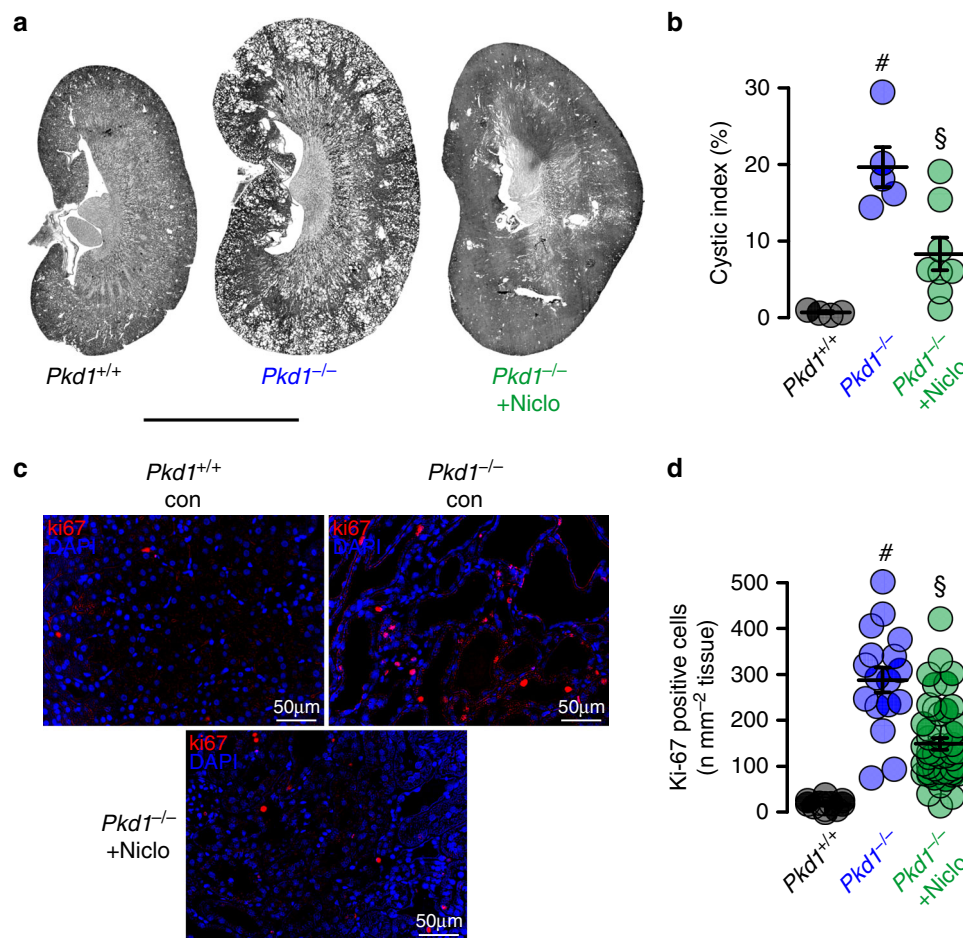 a
Pkd1+/+
Pkd1–/–
Pkd1–/–
+Niclo
b
Cystic index (%)
30
20
10
0
#
§
Pkd1+/+
Pkd1–/–
Pkd1–/–
+Niclo
c
Pkd1+/+
con
Pkd1–/–
con
ki67
DAPI
50µm
ki67
DAPI
50µm
Pkd1–/–
+Niclo
ki67
DAPI
50µm
d
Ki-67 positive cells
(n mm–2 tissue)
500
400
300
200
100
0
#
§
Pkd1+/+
Pkd1–/–
Pkd1–/–
+Niclo